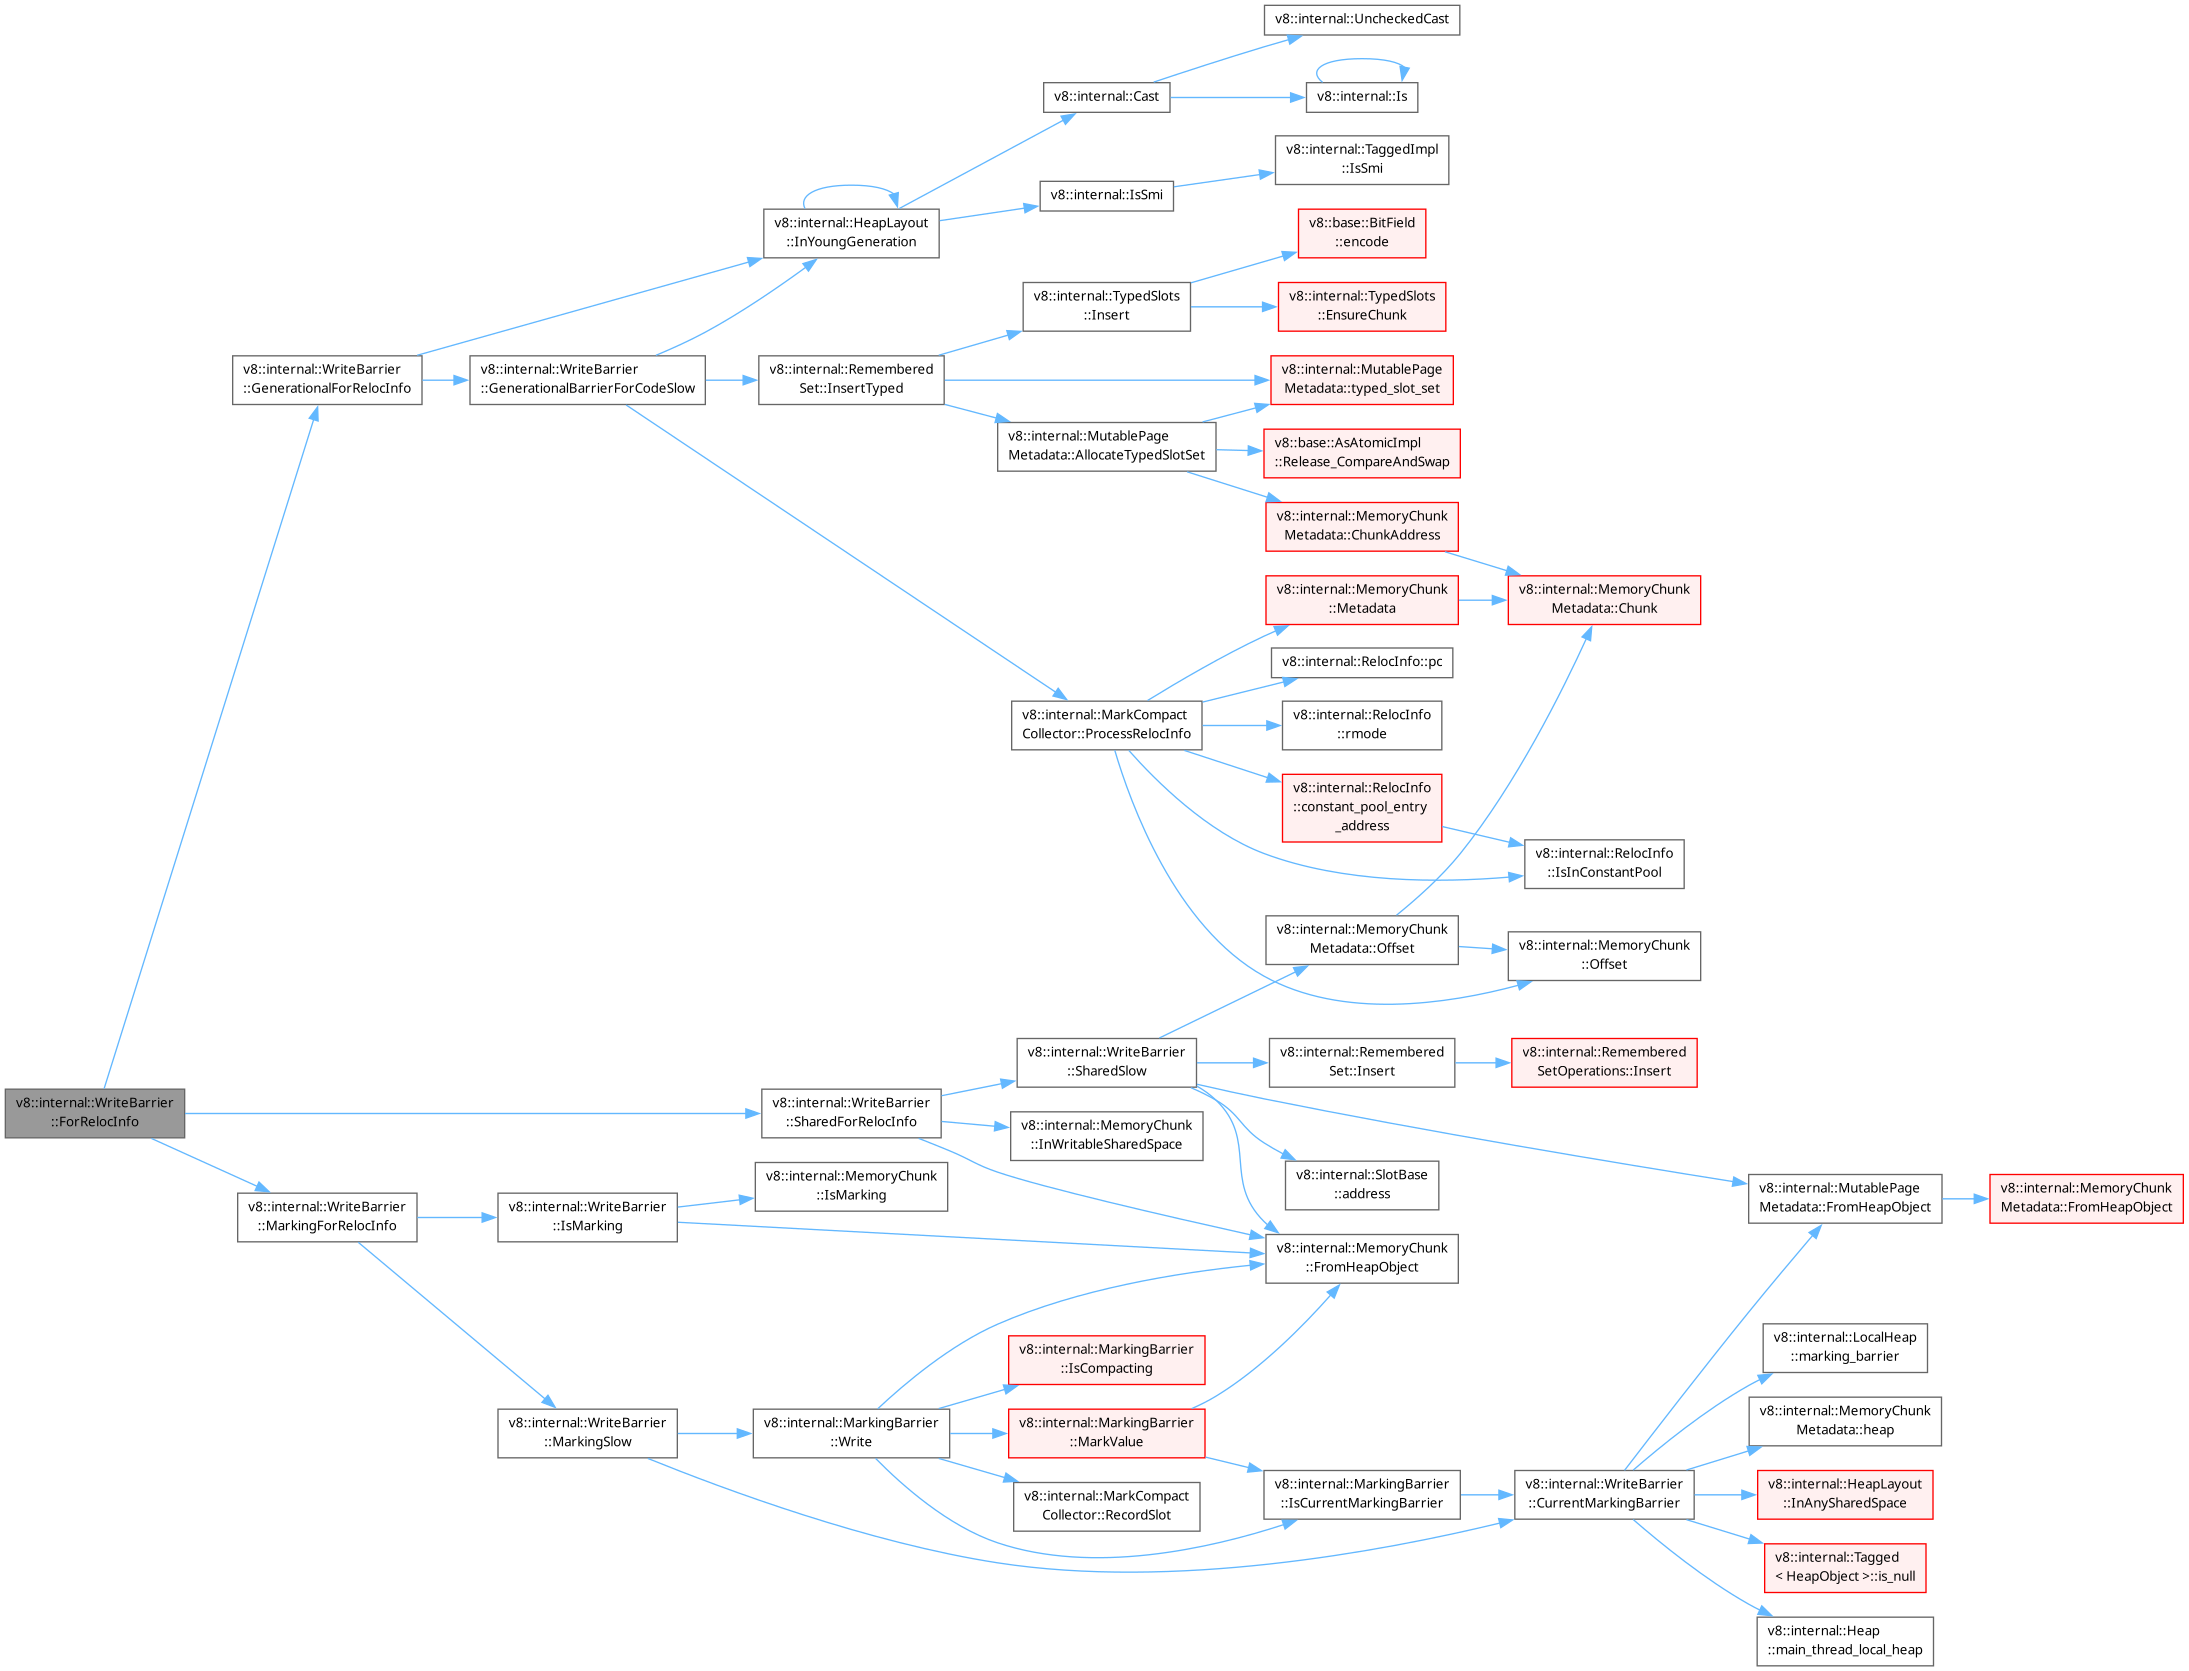 v8::internal::UncheckedCast
v8::internal::Cast
v8::internal::Is
v8::internal::TaggedImpl
::IsSmi
v8::internal::IsSmi
v8::internal::HeapLayout
::InYoungGeneration
v8::base::BitField
::encode
v8::internal::TypedSlots
::Insert
v8::internal::TypedSlots
::EnsureChunk
v8::internal::WriteBarrier
::GenerationalForRelocInfo
v8::internal::WriteBarrier
::GenerationalBarrierForCodeSlow
v8::internal::Remembered
Set::InsertTyped
v8::internal::MutablePage
Metadata::typed_slot_set
v8::internal::MutablePage
Metadata::AllocateTypedSlotSet
v8::base::AsAtomicImpl
::Release_CompareAndSwap
v8::internal::MemoryChunk
Metadata::ChunkAddress
v8::internal::MemoryChunk
::Metadata
v8::internal::MemoryChunk
Metadata::Chunk
v8::internal::RelocInfo::pc
v8::internal::MarkCompact
Collector::ProcessRelocInfo
v8::internal::RelocInfo
::rmode
v8::internal::RelocInfo
::constant_pool_entry
_address
v8::internal::RelocInfo
::IsInConstantPool
v8::internal::MemoryChunk
Metadata::Offset
v8::internal::MemoryChunk
::Offset
v8::internal::WriteBarrier
::SharedSlow
v8::internal::Remembered
Set::Insert
v8::internal::Remembered
SetOperations::Insert
v8::internal::WriteBarrier
::ForRelocInfo
v8::internal::WriteBarrier
::SharedForRelocInfo
v8::internal::MemoryChunk
::InWritableSharedSpace
v8::internal::SlotBase
::address
v8::internal::MemoryChunk
::IsMarking
v8::internal::WriteBarrier
::MarkingForRelocInfo
v8::internal::WriteBarrier
::IsMarking
v8::internal::MutablePage
Metadata::FromHeapObject
v8::internal::MemoryChunk
Metadata::FromHeapObject
v8::internal::MemoryChunk
::FromHeapObject
v8::internal::LocalHeap
::marking_barrier
v8::internal::MarkingBarrier
::IsCompacting
v8::internal::WriteBarrier
::MarkingSlow
v8::internal::MarkingBarrier
::Write
v8::internal::MarkingBarrier
::MarkValue
v8::internal::MemoryChunk
Metadata::heap
v8::internal::MarkCompact
Collector::RecordSlot
v8::internal::MarkingBarrier
::IsCurrentMarkingBarrier
v8::internal::WriteBarrier
::CurrentMarkingBarrier
v8::internal::HeapLayout
::InAnySharedSpace
v8::internal::Tagged
< HeapObject >::is_null
v8::internal::Heap
::main_thread_local_heap